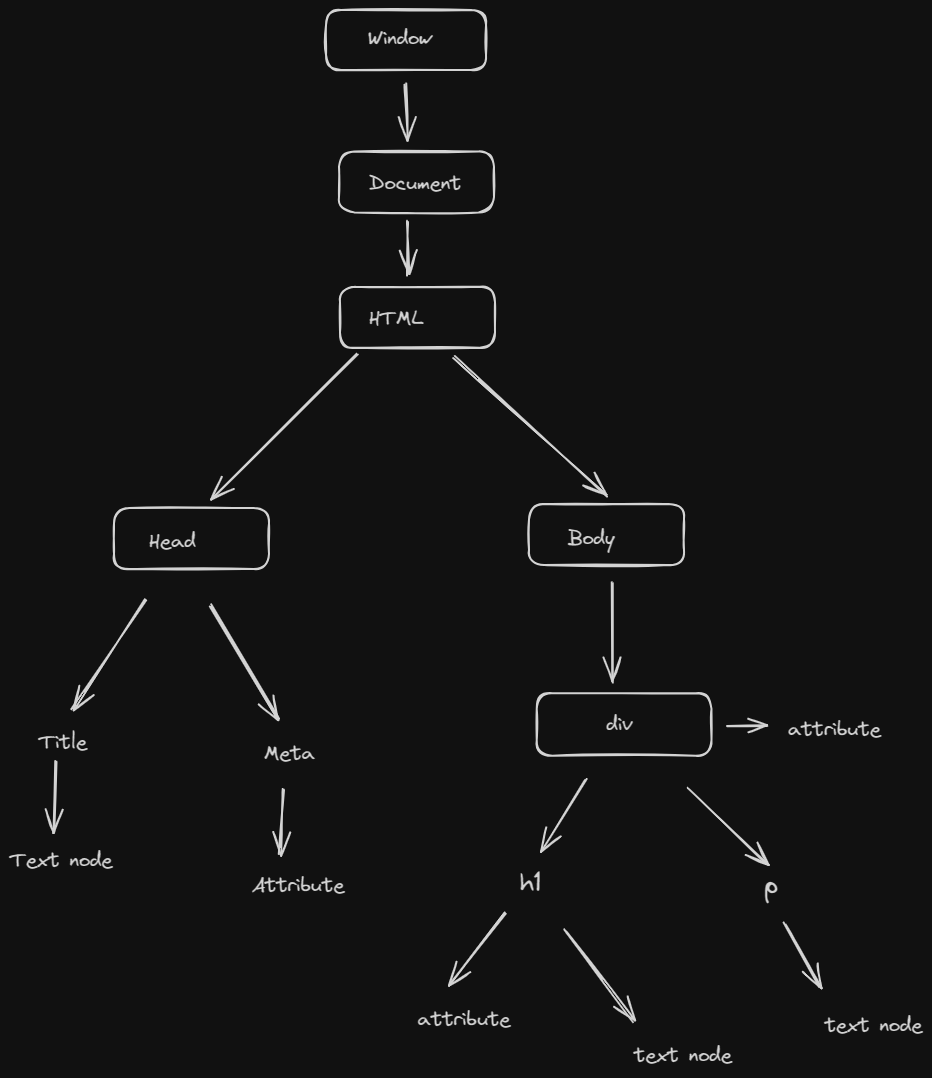 Window
Document
HTML
Head
Body
div
attribute
Title
Meta
Text node
Attribute
h1
p
attribute
text node
text node